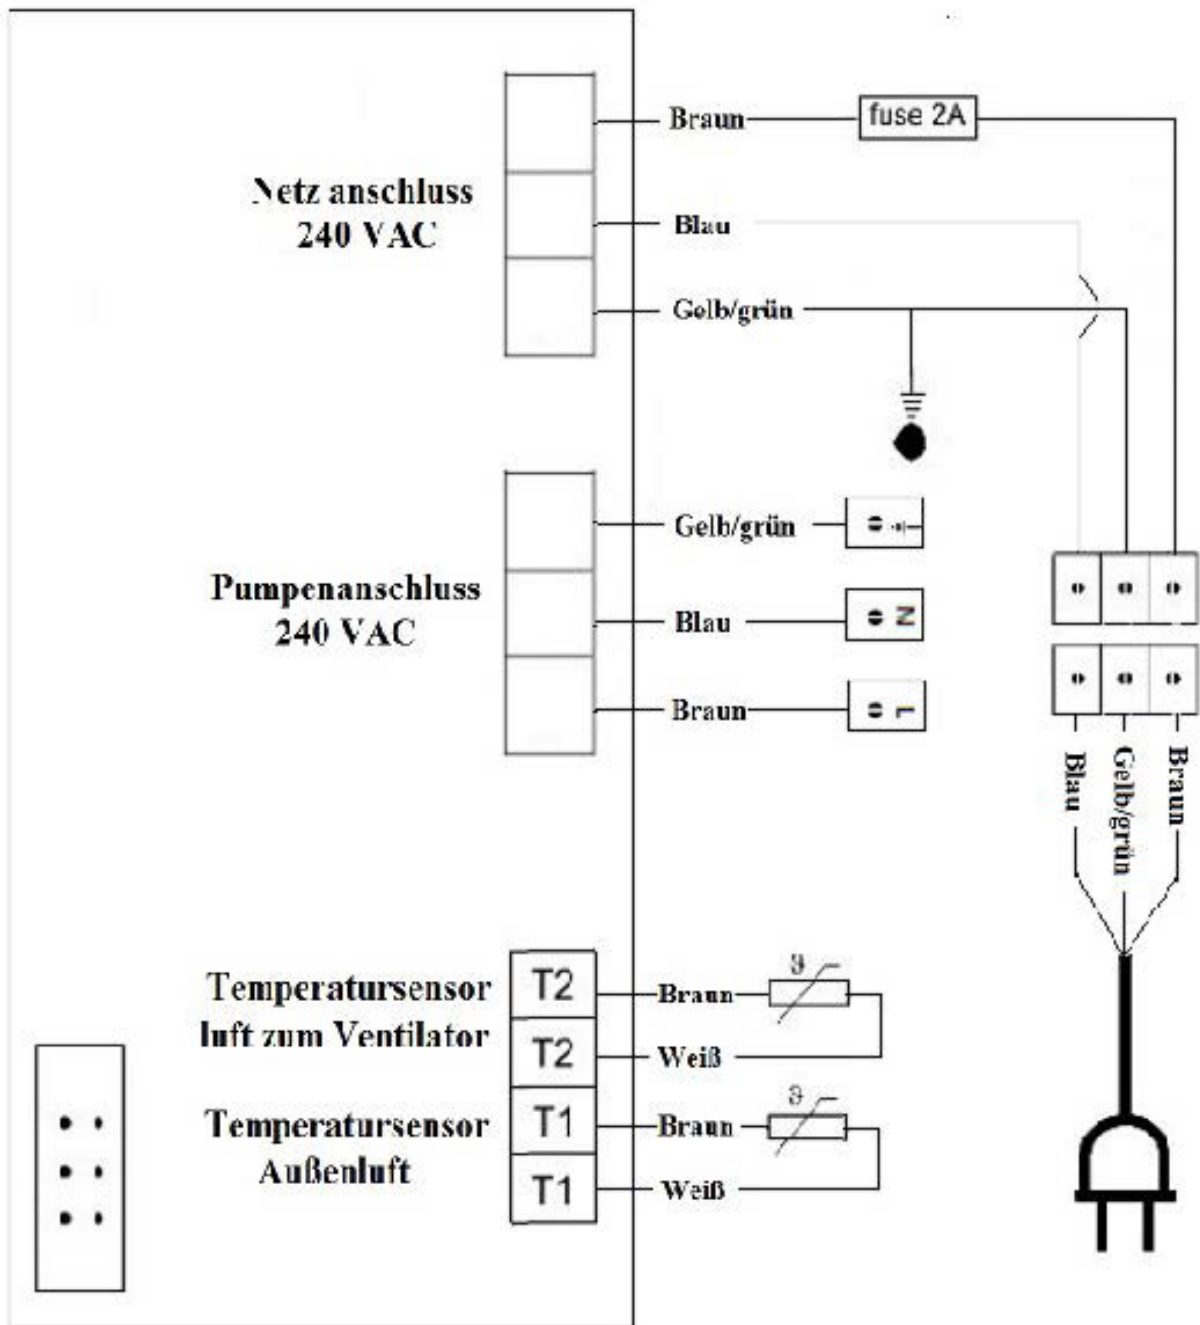 Braun
fuse 2A
Netz anschluss
240 VAC
Blau
Gelb/grün
Gelb/grün
Pumpenanschluss
240 VAC
Blau
N
Braun
L
Blau
Gelb/grün
Braun
Temperatursensor
luft zum Ventilator
T2
Braun
ϑ
T2
Weiß
Temperatursensor
Außenluft
T1
Braun
ϑ
T1
Weiß